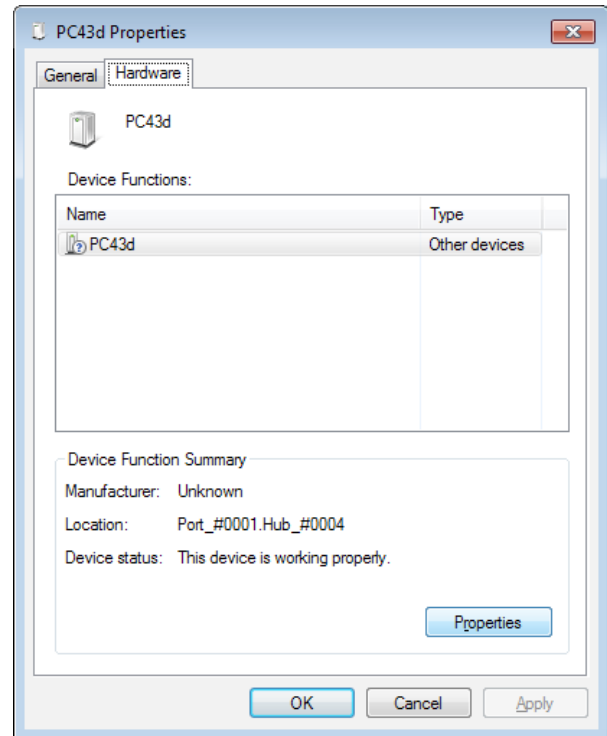 PC43d Properties
General Hardware
PC43d
Device Functions:
Name Type
PC43d Other devices
Device Function Summary
Manufacturer: Unknown
Location: Port_#0001.Hub_#0004
Device status: This device is working properly.
Properties
OK Cancel Apply